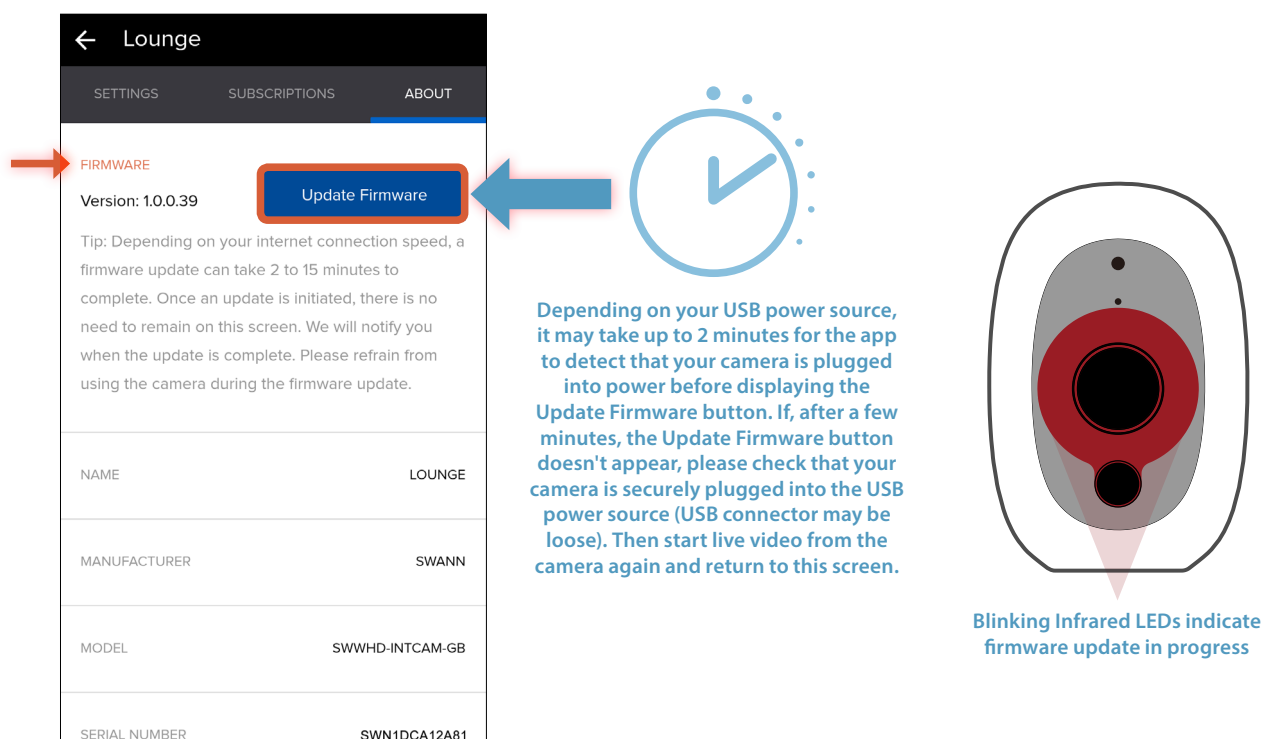 Lounge
SETTINGS SUBSCRIPTIONS ABOUT
FIRMWARE
Version: 1.0.0.39
Update Firmware
Tip: Depending on your internet connection speed, a
firmware update can take 2 to 15 minutes to
complete. Once an update is initiated, there is no
need to remain on this screen. We will notify you
when the update is complete. Please refrain from
using the camera during the firmware update.
NAME LOUNGE
MANUFACTURER SWANN
MODEL SWWHD-INTCAM-GB
SERIAL NUMBER SWN1DCA12A81
Depending on your USB power source,
it may take up to 2 minutes for the app
to detect that your camera is plugged
into power before displaying the
Update Firmware button. If, after a few
minutes, the Update Firmware button
doesn't appear, please check that your
camera is securely plugged into the USB
power source (USB connector may be
loose). Then start live video from the
camera again and return to this screen.
Blinking Infrared LEDs indicate
firmware update in progress